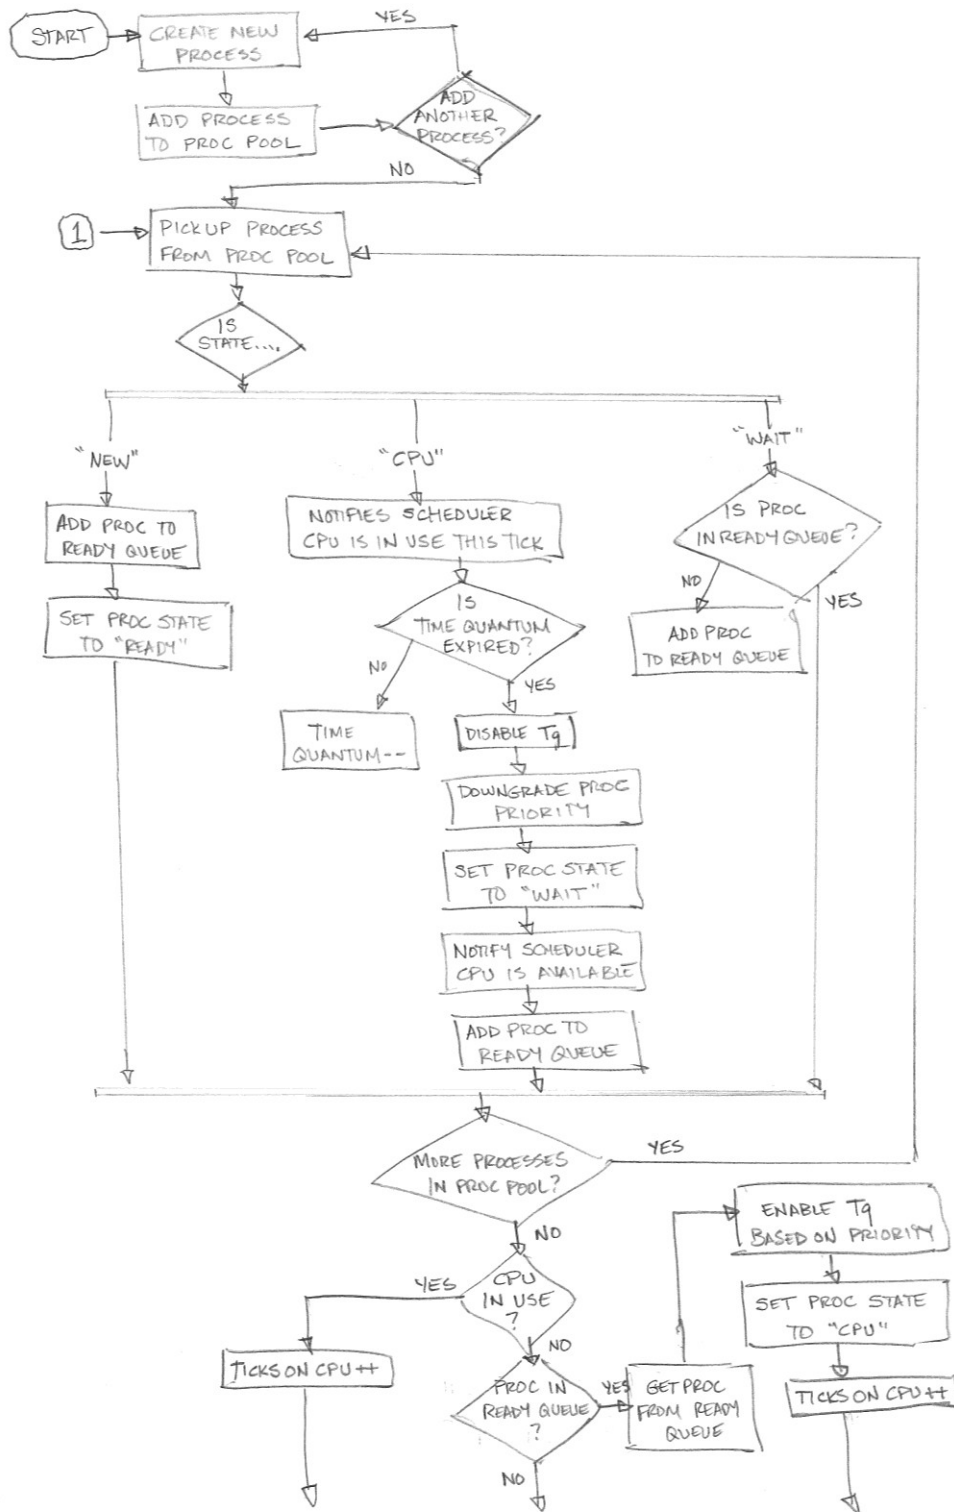 START
CREATE NEW
PROCESS
YES
ADD PROCESS
TO PROC POOL
ADD
ANOTHER
PROCESS?
NO
1
PICKUP PROCESS
FROM PROC POOL
IS
STATE....
"NEW"
"CPU"
"WAIT"
ADD PROC TO
READY QUEUE
SET PROC STATE
TO "READY"
NOTIFIES SCHEDULER
CPU IS IN USE THIS TICK
IS
TIME QUANTUM
EXPIRED?
NO
YES
TIME
QUANTUM--
DISABLE Tq
DOWNGRADE PROC
PRIORITY
SET PROC STATE
TO "WAIT"
NOTIFY SCHEDULER
CPU IS AVAILABLE
ADD PROC TO
READY QUEUE
IS PROC
IN READY QUEUE?
NO
YES
ADD PROC
TO READY QUEUE
MORE PROCESSES
IN PROC POOL?
YES
NO
CPU
IN USE
?
YES
NO
TICKS ON CPU++
PROC IN
READY QUEUE
?
YES
NO
GET PROC
FROM READY
QUEUE
ENABLE Tq
BASED ON PRIORITY
SET PROC STATE
TO "CPU"
TICKS ON CPU++